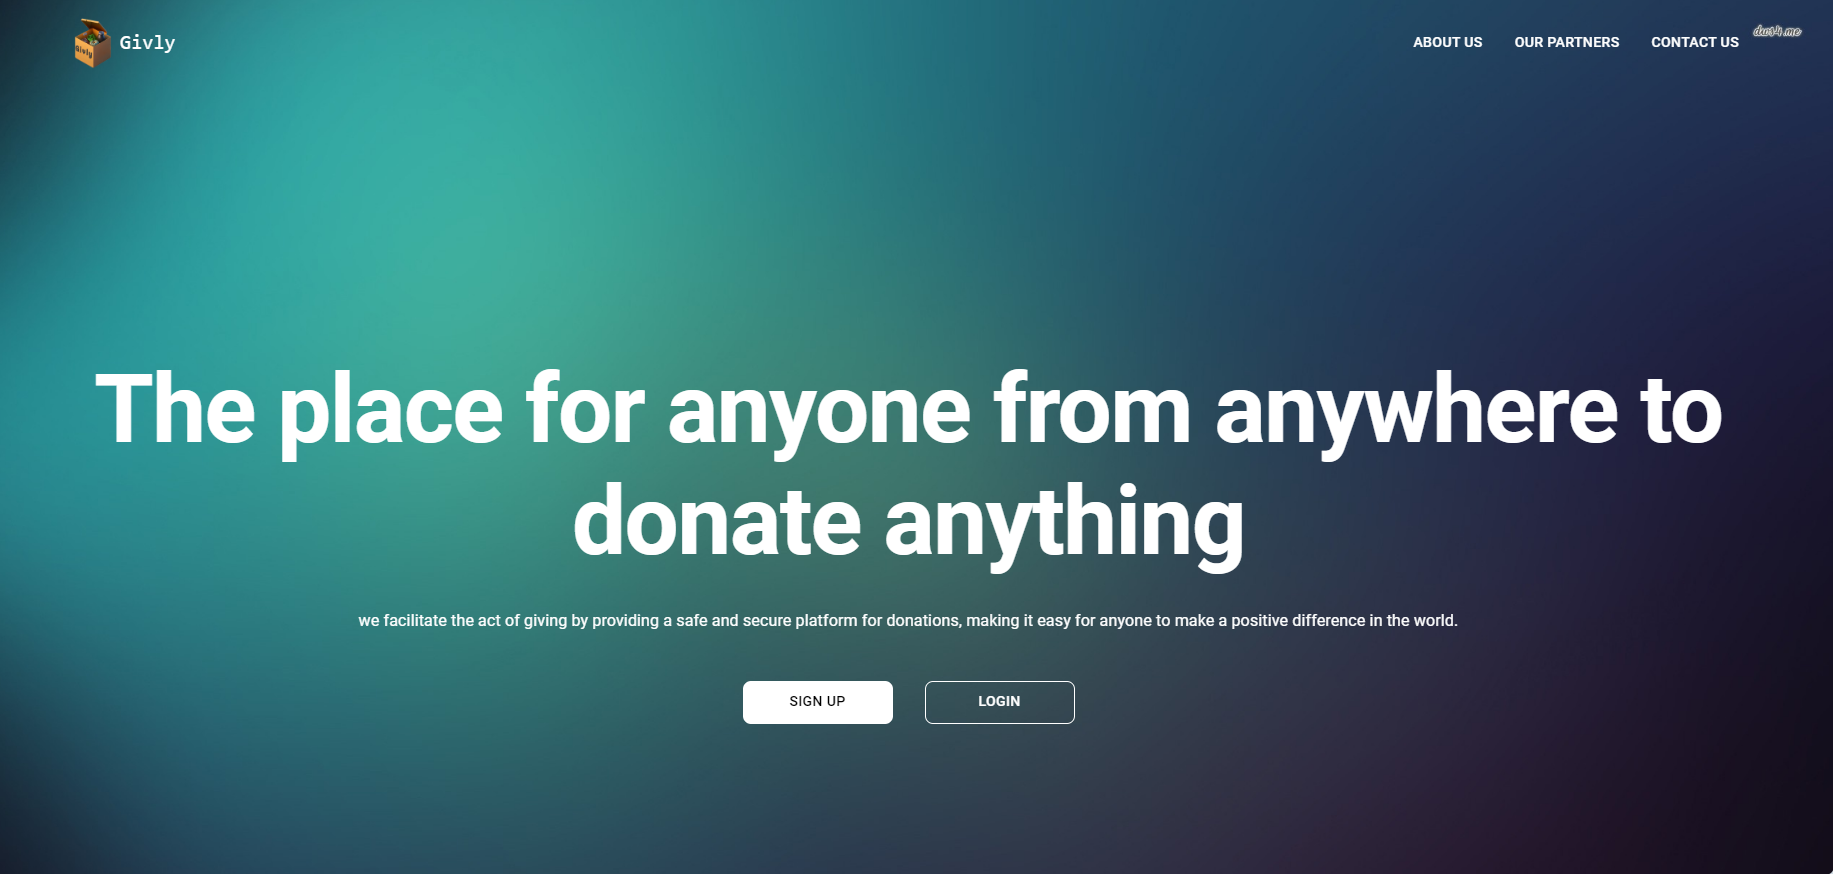 Givly
Givly
ABOUT US
OUR PARTNERS
CONTACT US
The place for anyone from anywhere to
donate anything
we facilitate the act of giving by providing a safe and secure platform for donations, making it easy for anyone to make a positive difference in the world.
SIGN UP
LOGIN